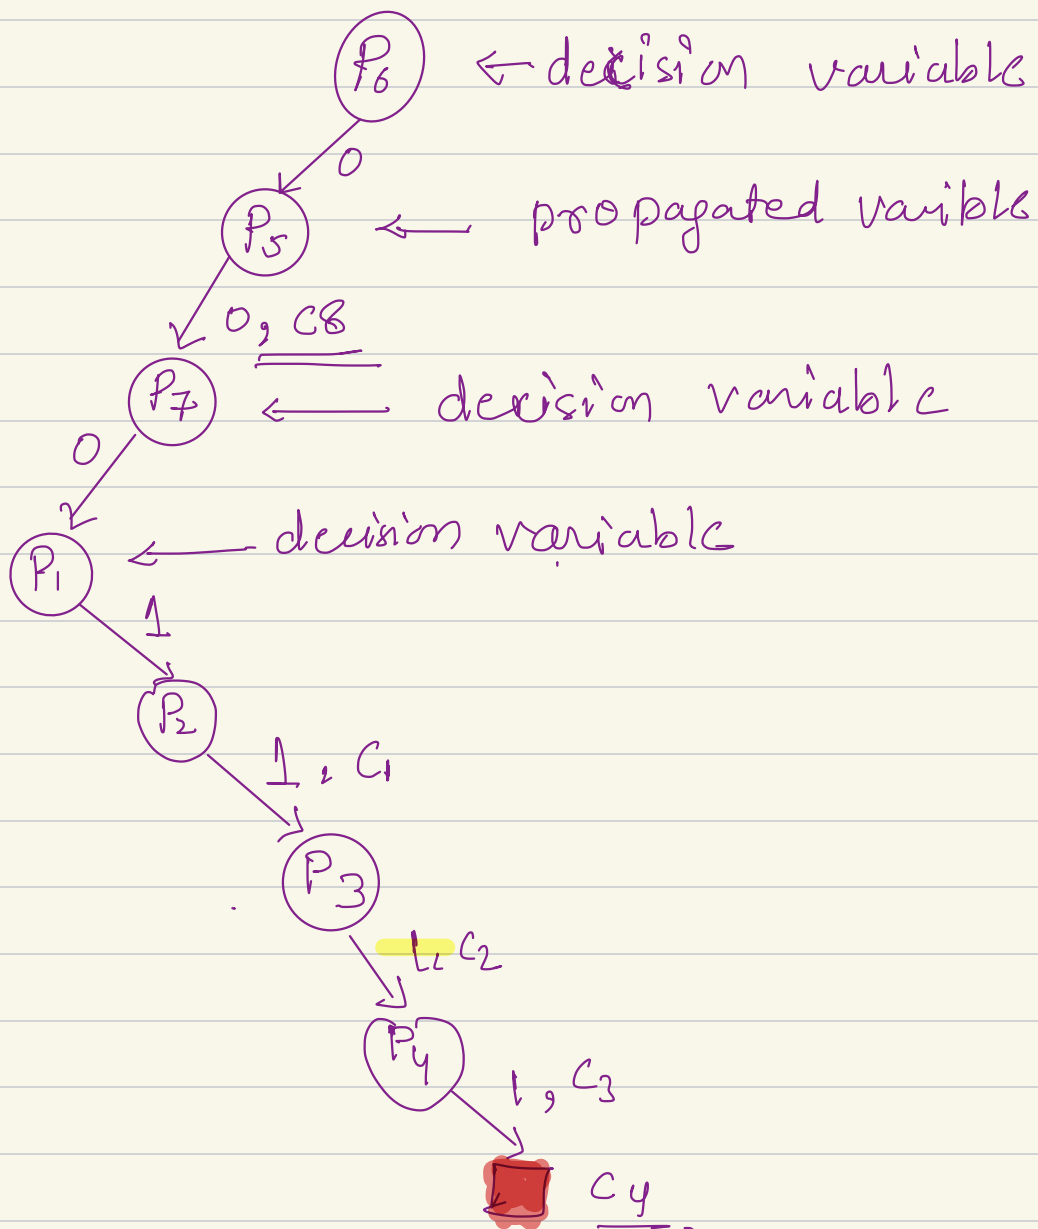 P6 ← decision variable
0
P5 ← propagated varible
0, C8
P7 ← decision variable
0
P1 ← decision variable
1
P2
1, C1
P3
1, C2
P4
1, C3
C4